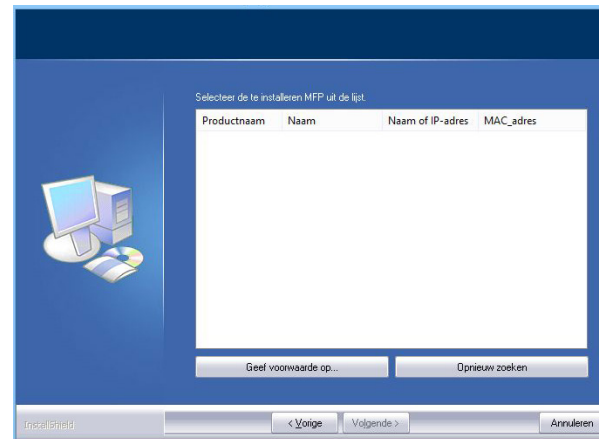 Selecteer de te installeren MFP uit de lijst.
Productnaam Naam Naam of IP-adres MAC_adres
Geef voorwaarde op... Opnieuw zoeken
InstallShield < Vorige Volgende > Annuleren